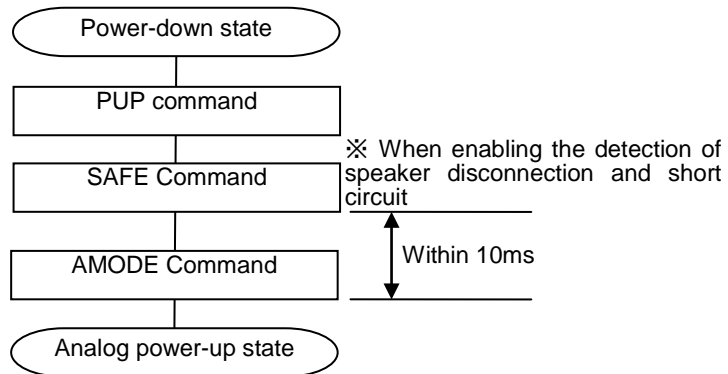 Power-down state
PUP command
※ When enabling the detection of
speaker disconnection and short
circuit
SAFE Command
Within 10ms
AMODE Command
Analog power-up state